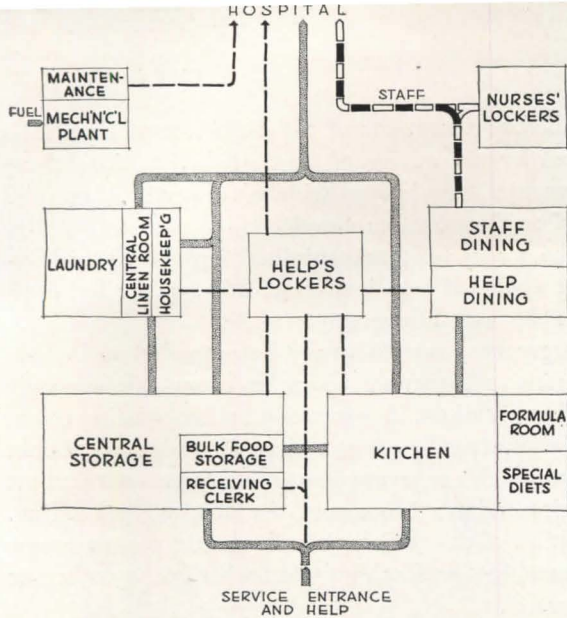 HOSPITAL
MAINTEN-
ANCE
FUEL
MECH'N'C'L
PLANT
STAFF
NURSES'
LOCKERS
LAUNDRY
CENTRAL
LINEN ROOM
HOUSEKEEP'G
HELP'S
LOCKERS
STAFF
DINING
HELP
DINING
CENTRAL
STORAGE
BULK FOOD
STORAGE
RECEIVING
CLERK
KITCHEN
FORMULA
ROOM
SPECIAL
DIETS
SERVICE ENTRANCE
AND HELP